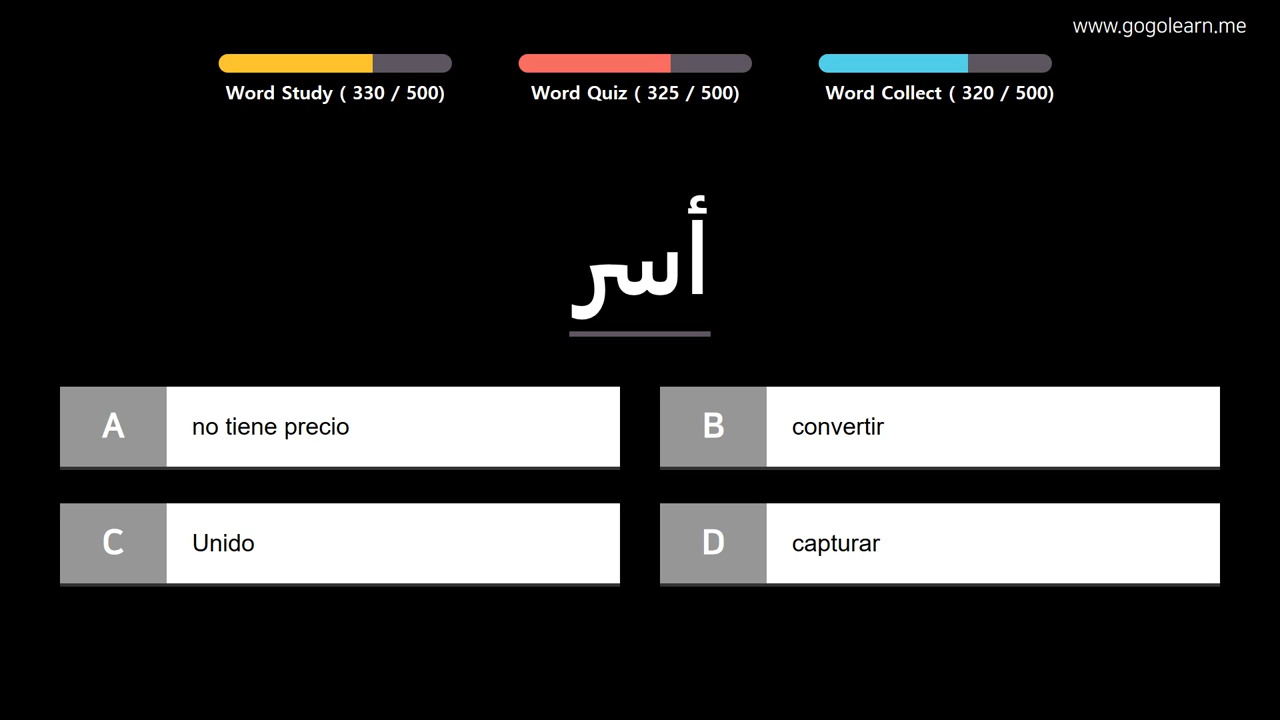 www.gogolearn.me
Word Study ( 330 / 500)
Word Quiz ( 325 / 500)
Word Collect ( 320 / 500)
أسر
A no tiene precio
B convertir
C Unido
D capturar